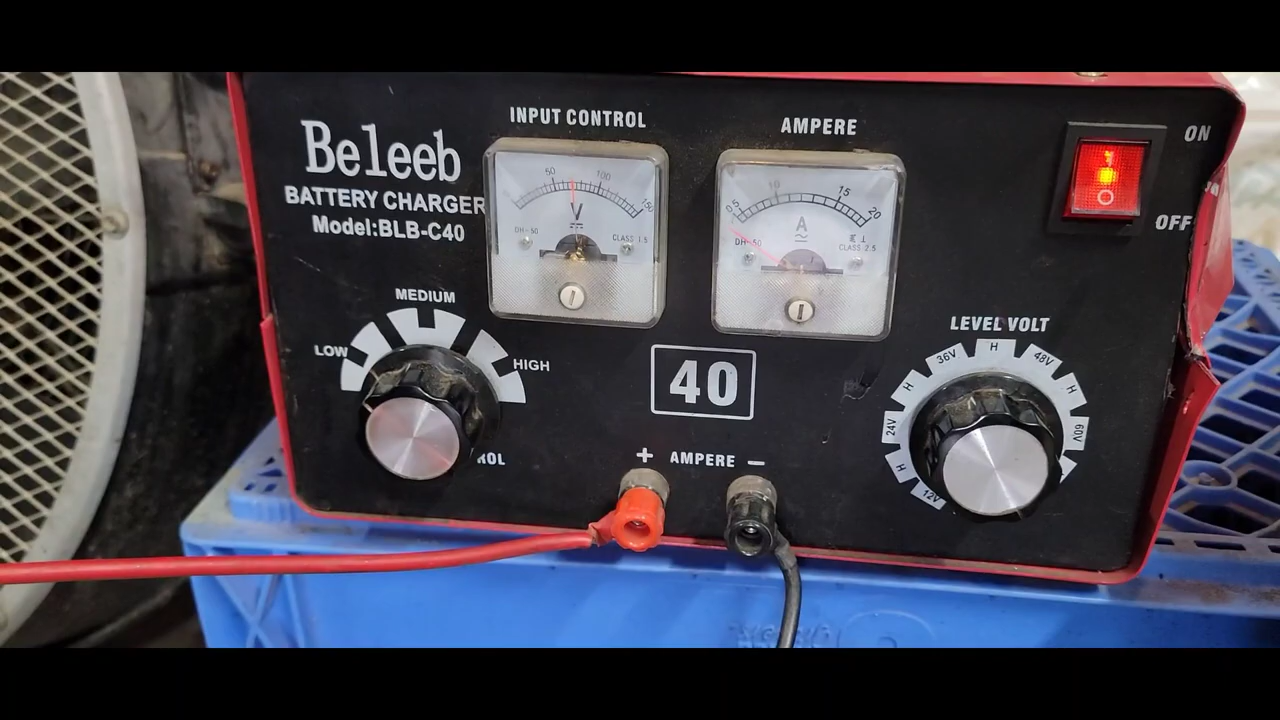 Beleeb
BATTERY CHARGER
Model:BLB-C40
INPUT CONTROL
50
100
150
V
DH-50
CLASS 1.5
AMPERE
0
5
10
15
20
A
DH-50
CLASS 2.5
ON
OFF
LOW
MEDIUM
HIGH
ROL
40
+ AMPERE −
LEVEL VOLT
12V
H
24V
H
36V
H
48V
H
60V